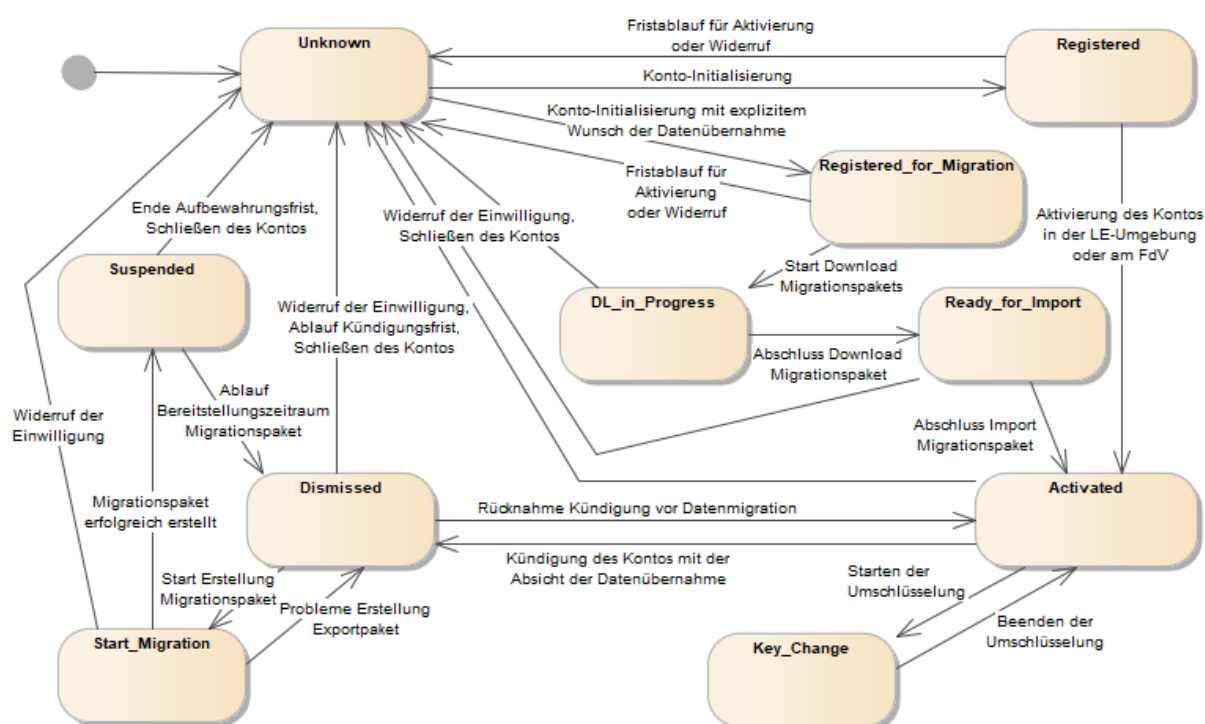 Unknown
Fristablauf für Aktivierung
oder Widerruf
Registered
Konto-Initialisierung
Konto-Initialisierung mit explizitem
Wunsch der Datenübernahme
Registered_for_Migration
Fristablauf für
Aktivierung
oder Widerruf
Ende Aufbewahrungsfrist,
Schließen des Kontos
Widerruf der Einwilligung,
Schließen des Kontos
Aktivierung des Kontos
in der LE-Umgebung
oder am FdV
Suspended
Start Download
Migrationspakets
DL_in_Progress
Ready_for_Import
Widerruf der Einwilligung,
Ablauf Kündigungsfrist,
Schließen des Kontos
Abschluss Download
Migrationspaket
Ablauf
Bereitstellungszeitraum
Migrationspaket
Widerruf der
Einwilligung
Abschluss Import
Migrationspaket
Migrationspaket
erfolgreich erstellt
Dismissed
Activated
Rücknahme Kündigung vor Datenmigration
Kündigung des Kontos mit der
Absicht der Datenübernahme
Start Erstellung
Migrationspaket
Probleme Erstellung
Exportpaket
Starten der
Umschlüsselung
Beenden der
Umschlüsselung
Start_Migration
Key_Change